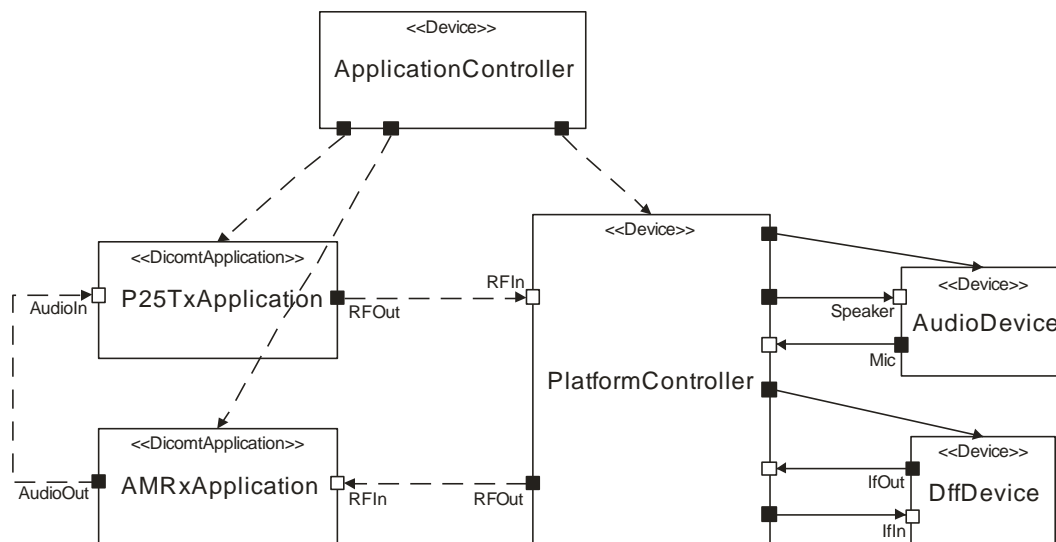 <<Device>>
ApplicationController
<<DicomtApplication>>
P25TxApplication
AudioIn
RFOut
RFIn
<<Device>>
PlatformController
<<Device>>
AudioDevice
Speaker
Mic
<<DicomtApplication>>
AMRxApplication
AudioOut
RFIn
RFOut
<<Device>>
DffDevice
IfOut
IfIn